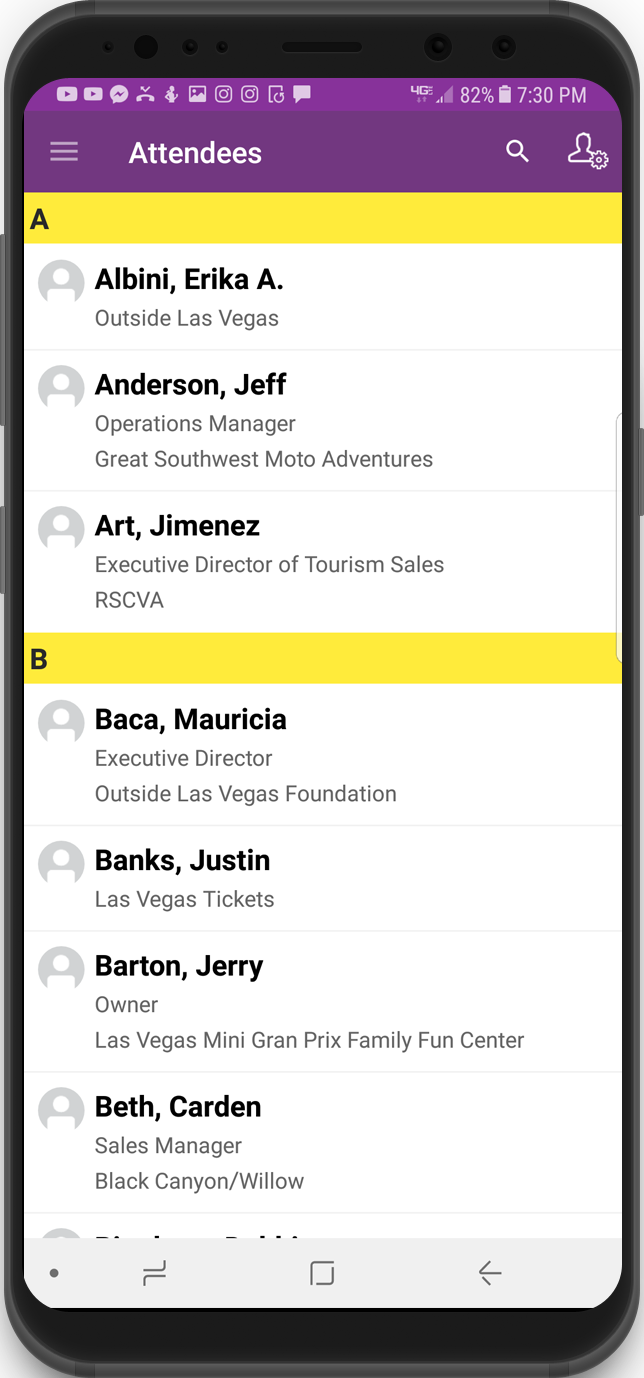 4GE 82% 7:30 PM
Attendees
A
Albini, Erika A.
Outside Las Vegas
Anderson, Jeff
Operations Manager
Great Southwest Moto Adventures
Art, Jimenez
Executive Director of Tourism Sales
RSCVA
B
Baca, Mauricia
Executive Director
Outside Las Vegas Foundation
Banks, Justin
Las Vegas Tickets
Barton, Jerry
Owner
Las Vegas Mini Gran Prix Family Fun Center
Beth, Carden
Sales Manager
Black Canyon/Willow